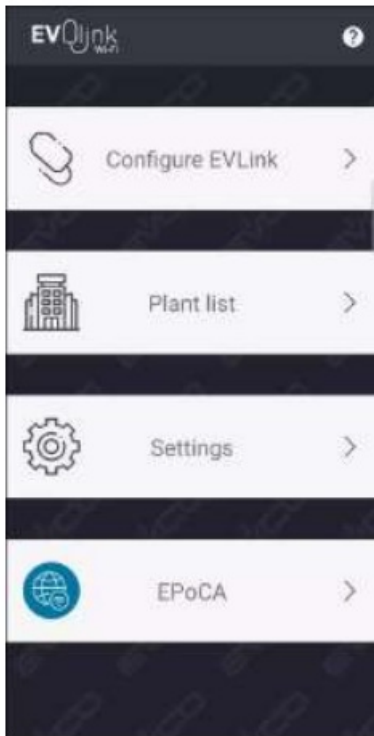 EVlink
Wi-Fi
?
Configure EVLink
Plant list
Settings
EPoCA